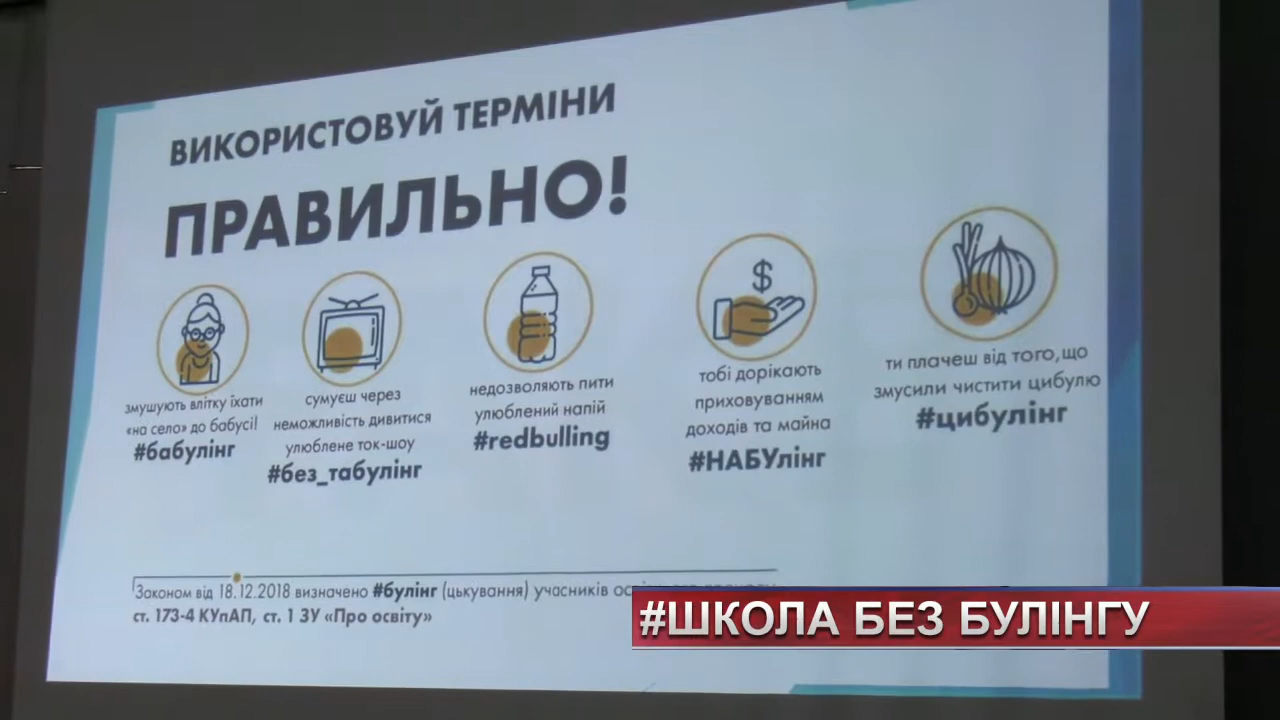 ВИКОРИСТОВУЙ ТЕРМІНИ
ПРАВИЛЬНО!
змушують влітку їхати
«на село» до бабусі!
#бабулінг
сумуєш через
неможливість дивитися
улюблене ток-шоу
#без_табулінг
недозволяють пити
улюблений напій
#redbulling
$
тобі дорікають
приховуванням
доходів та майна
#НАБУлінг
ти плачеш від того, що
змусили чистити цибулю
#цибулінг
Законом від 18.12.2018 визначено #булінг (цькування) учасників
ст. 173-4 КУпАП, ст. 1 ЗУ «Про освіту»
#ШКОЛА БЕЗ БУЛІНГУ